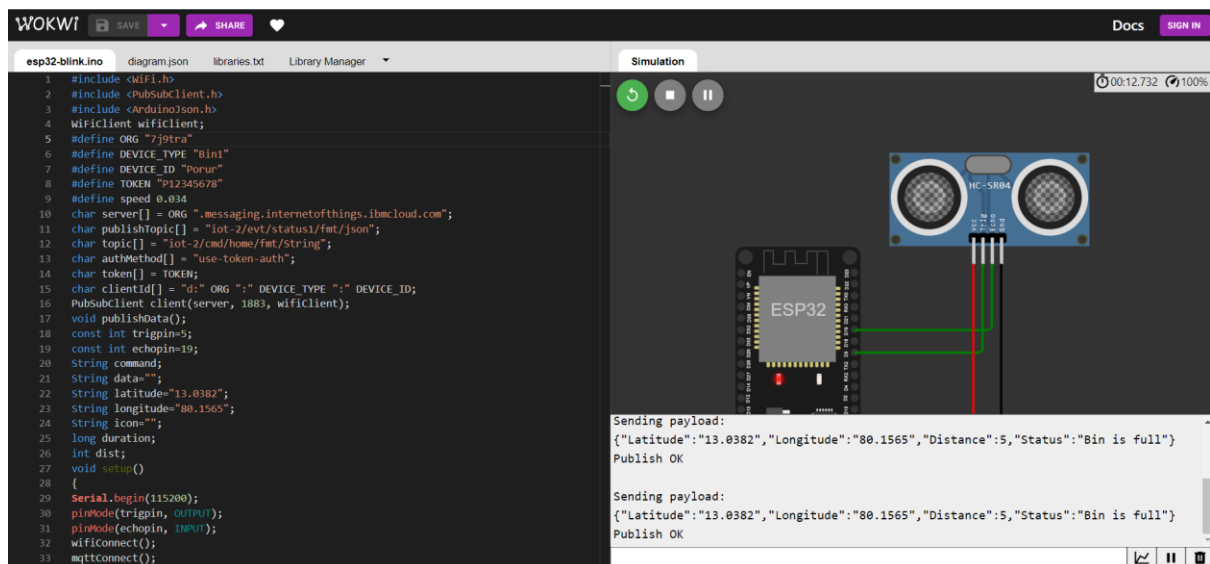 WOKWI SAVE SHARE Docs SIGN IN
esp32-blink.ino diagram.json libraries.txt Library Manager
1 #include <WiFi.h>
2 #include <PubSubClient.h>
3 #include <ArduinoJson.h>
4 WiFiClient wifiClient;
5 #define ORG "7j9tra"
6 #define DEVICE_TYPE "Bin1"
7 #define DEVICE_ID "Porur"
8 #define TOKEN "P12345678"
9 #define speed 0.034
10 char server[] = ORG ".messaging.internetofthings.ibmcloud.com";
11 char publishTopic[] = "iot-2/evt/status1/fmt/json";
12 char topic[] = "iot-2/cmd/home/fmt/String";
13 char authMethod[] = "use-token-auth";
14 char token[] = TOKEN;
15 char clientId[] = "d:" ORG ":" DEVICE_TYPE ":" DEVICE_ID;
16 PubSubClient client(server, 1883, wifiClient);
17 void publishData();
18 const int trigpin=5;
19 const int echopin=19;
20 String command;
21 String data="";
22 String latitude="13.0382";
23 String longitude="80.1565";
24 String icon="";
25 long duration;
26 int dist;
27 void setup()
28 {
29 Serial.begin(115200);
30 pinMode(trigpin, OUTPUT);
31 pinMode(echopin, INPUT);
32 wifiConnect();
33 mqttConnect();
Simulation
00:12.732 100%
HC-SR04
Vcc Trig Echo Gnd
ESP32
Sending payload:
{"Latitude":"13.0382","Longitude":"80.1565","Distance":5,"Status":"Bin is full"}
Publish OK
Sending payload:
{"Latitude":"13.0382","Longitude":"80.1565","Distance":5,"Status":"Bin is full"}
Publish OK